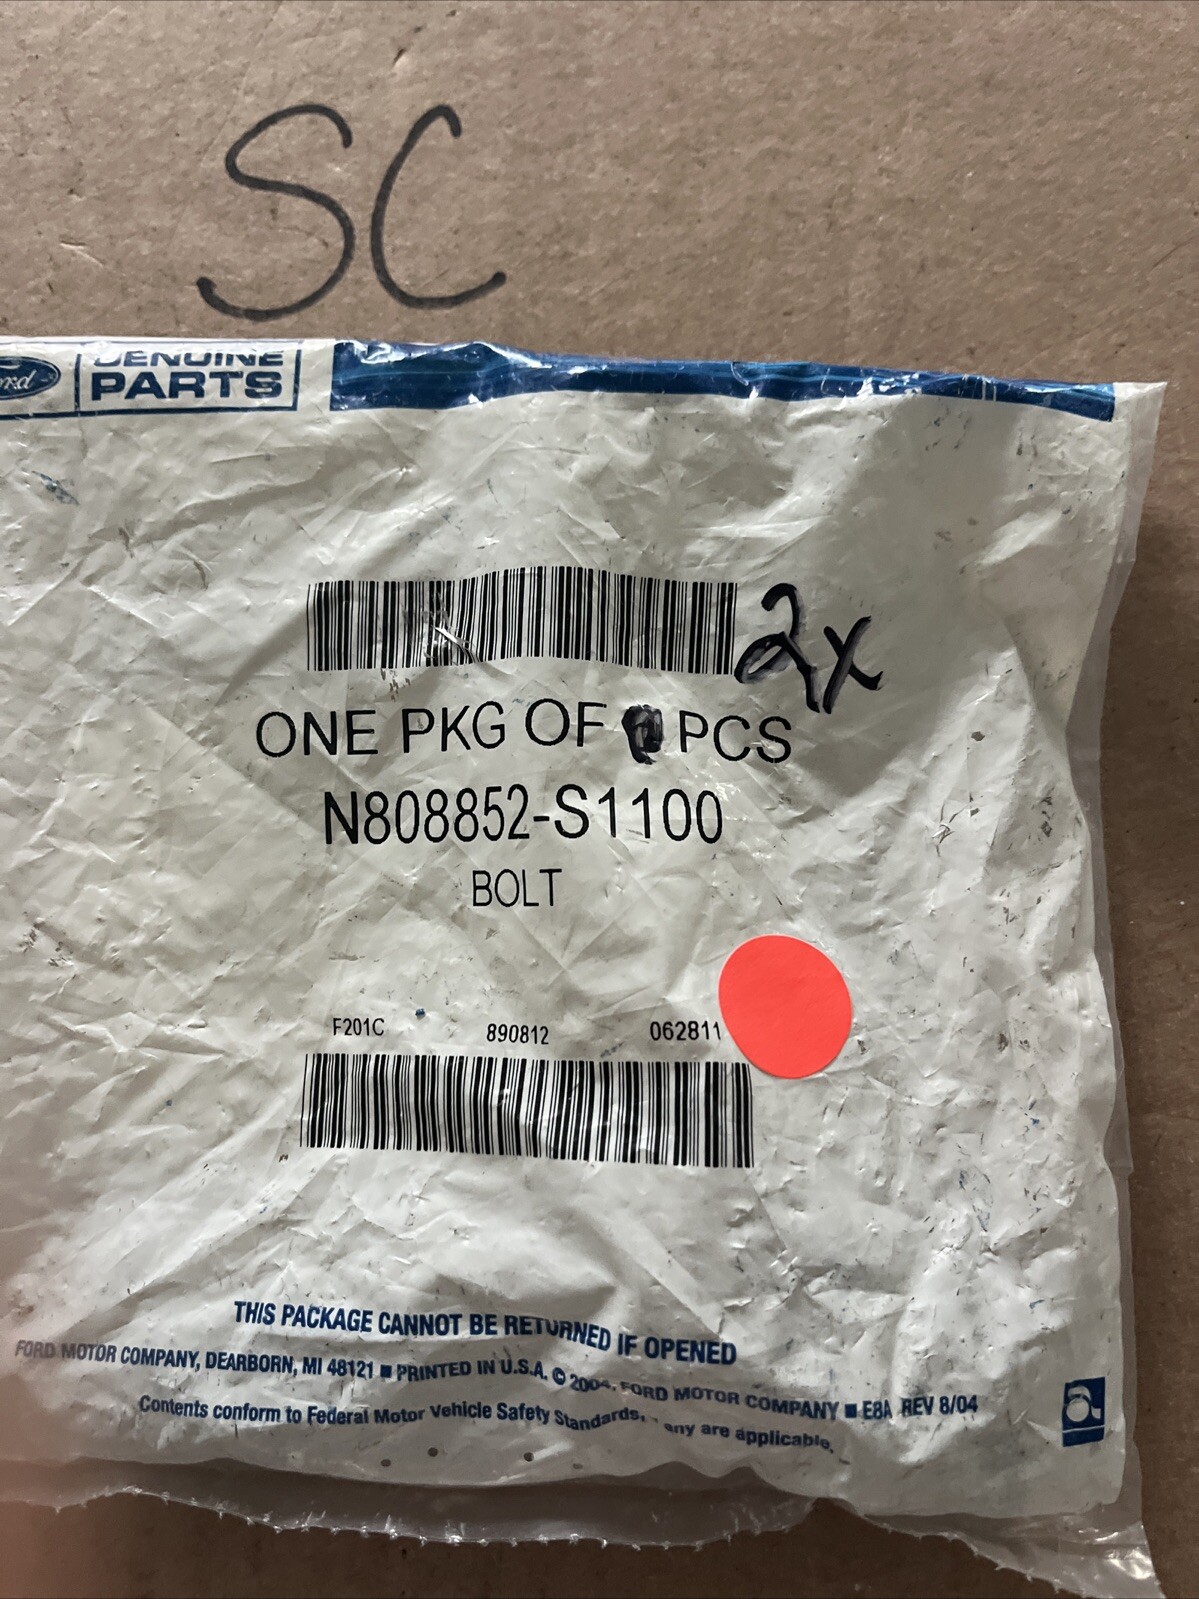 SC
Ford
GENUINE
PARTS
2x
ONE PKG OF PCS
N808852-S1100
BOLT
F201C 890812 062811
THIS PACKAGE CANNOT BE RETURNED IF OPENED
FORD MOTOR COMPANY, DEARBORN, MI 48121 ■ PRINTED IN U.S.A. © 2004, FORD MOTOR COMPANY ■ E8A REV 8/04
Contents conform to Federal Motor Vehicle Safety Standards, any are applicable.